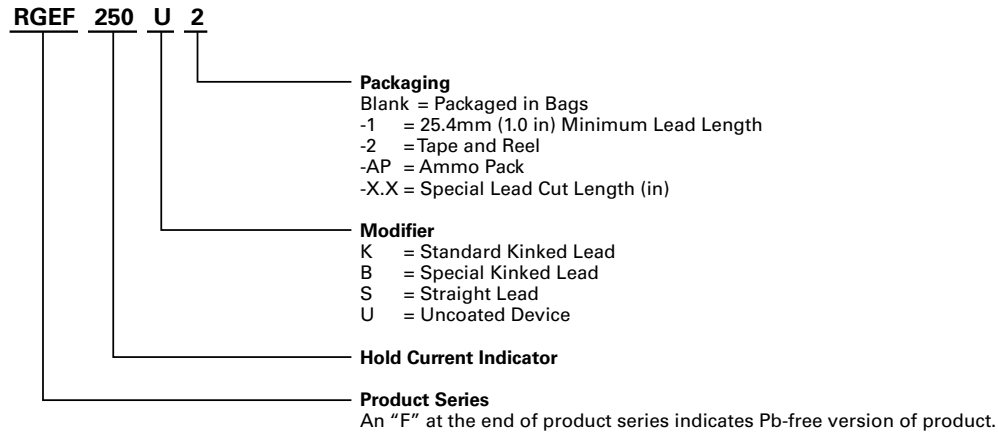 RGEF 250 U 2
Packaging
Blank = Packaged in Bags
-1 = 25.4mm (1.0 in) Minimum Lead Length
-2 = Tape and Reel
-AP = Ammo Pack
-X.X = Special Lead Cut Length (in)
Modifier
K = Standard Kinked Lead
B = Special Kinked Lead
S = Straight Lead
U = Uncoated Device
Hold Current Indicator
Product Series
An “F” at the end of product series indicates Pb-free version of product.